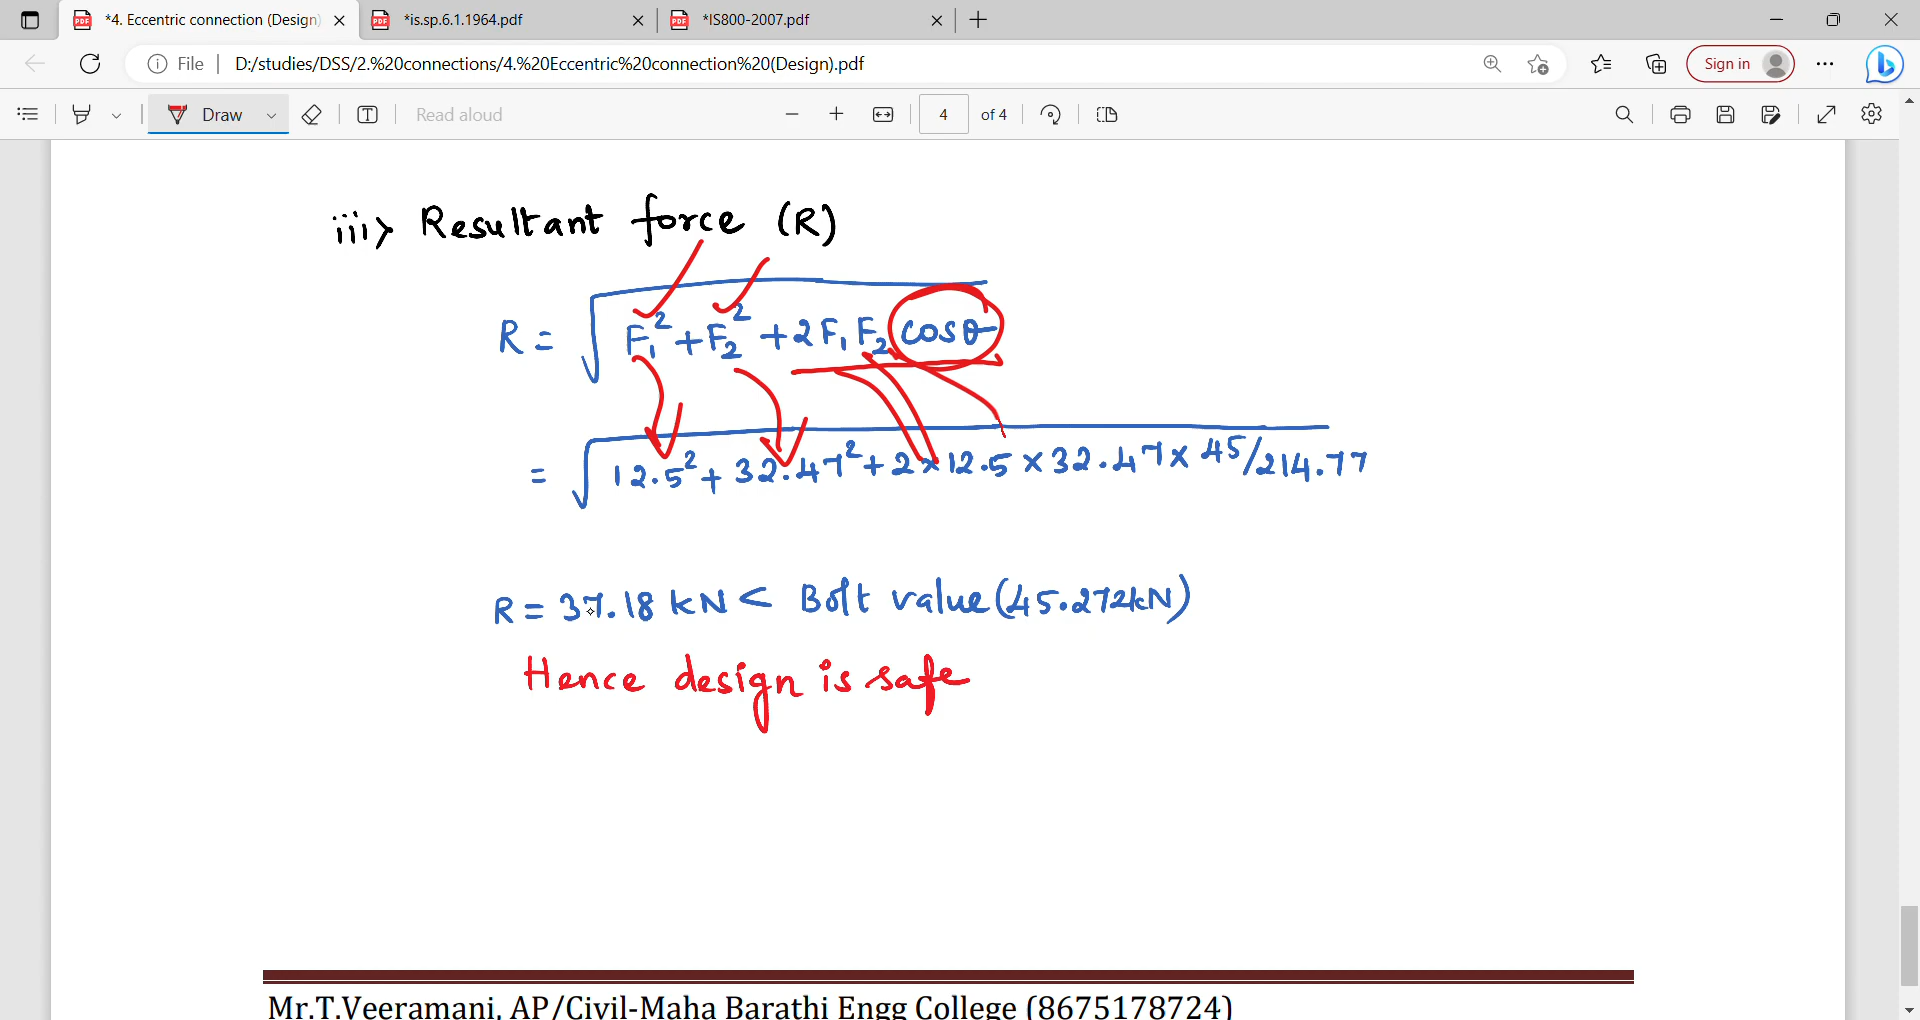 *4. Eccentric connection (Design) *is.sp.6.1.1964.pdf *IS800-2007.pdf
File D:/studies/DSS/2.%20connections/4.%20Eccentric%20connection%20(Design).pdf Sign in
Draw Read aloud 4 of 4
iii) Resultant force (R)
R = √F₁² + F₂² + 2F₁F₂ cosθ
= √12.5² + 32.47² + 2 × 12.5 × 32.47 × 45/214.77
R = 37.18 kN < Bolt value (45.272kN)
Hence design is safe
Mr.T.Veeramani, AP/Civil-Maha Barathi Engg College (8675178724)